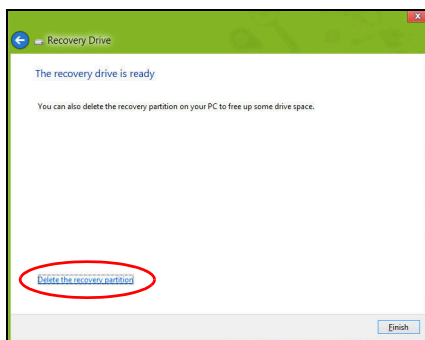 Recovery Drive
The recovery drive is ready
You can also delete the recovery partition on your PC to free up some drive space.
Delete the recovery partition
Finish